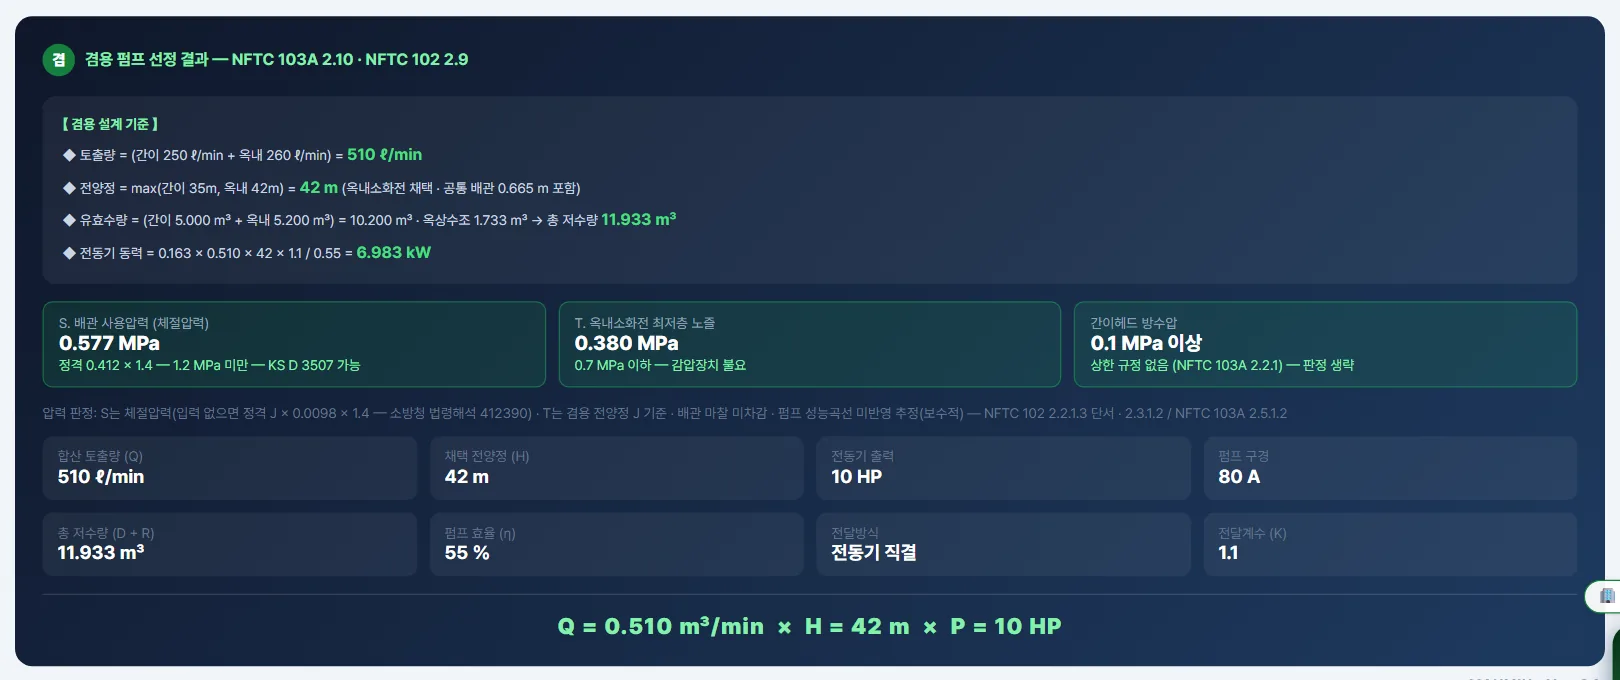 겸 겸용 펌프 선정 결과 — NFTC 103A 2.10 · NFTC 102 2.9
【 겸용 설계 기준 】
◆ 토출량 = (간이 250 ℓ/min + 옥내 260 ℓ/min) = 510 ℓ/min
◆ 전양정 = max(간이 35m, 옥내 42m) = 42 m (옥내소화전 채택 · 공통 배관 0.665 m 포함)
◆ 유효수량 = (간이 5.000 m³ + 옥내 5.200 m³) = 10.200 m³ · 옥상수조 1.733 m³ → 총 저수량 11.933 m³
◆ 전동기 동력 = 0.163 × 0.510 × 42 × 1.1 / 0.55 = 6.983 kW
S. 배관 사용압력 (체절압력)
0.577 MPa
정격 0.412 × 1.4 — 1.2 MPa 미만 — KS D 3507 가능
T. 옥내소화전 최저층 노즐
0.380 MPa
0.7 MPa 이하 — 감압장치 불요
간이헤드 방수압
0.1 MPa 이상
상한 규정 없음 (NFTC 103A 2.2.1) — 판정 생략
압력 판정: S는 체절압력(입력 없으면 정격 J × 0.0098 × 1.4 — 소방청 법령해석 412390) · T는 겸용 전양정 J 기준 · 배관 마찰 미차감 · 펌프 성능곡선 미반영 추정(보수적) — NFTC 102 2.2.1.3 단서 · 2.3.1.2 / NFTC 103A 2.5.1.2
합산 토출량 (Q)
510 ℓ/min
채택 전양정 (H)
42 m
전동기 출력
10 HP
펌프 구경
80 A
총 저수량 (D + R)
11.933 m³
펌프 효율 (η)
55 %
전달방식
전동기 직결
전달계수 (K)
1.1
Q = 0.510 m³/min × H = 42 m × P = 10 HP